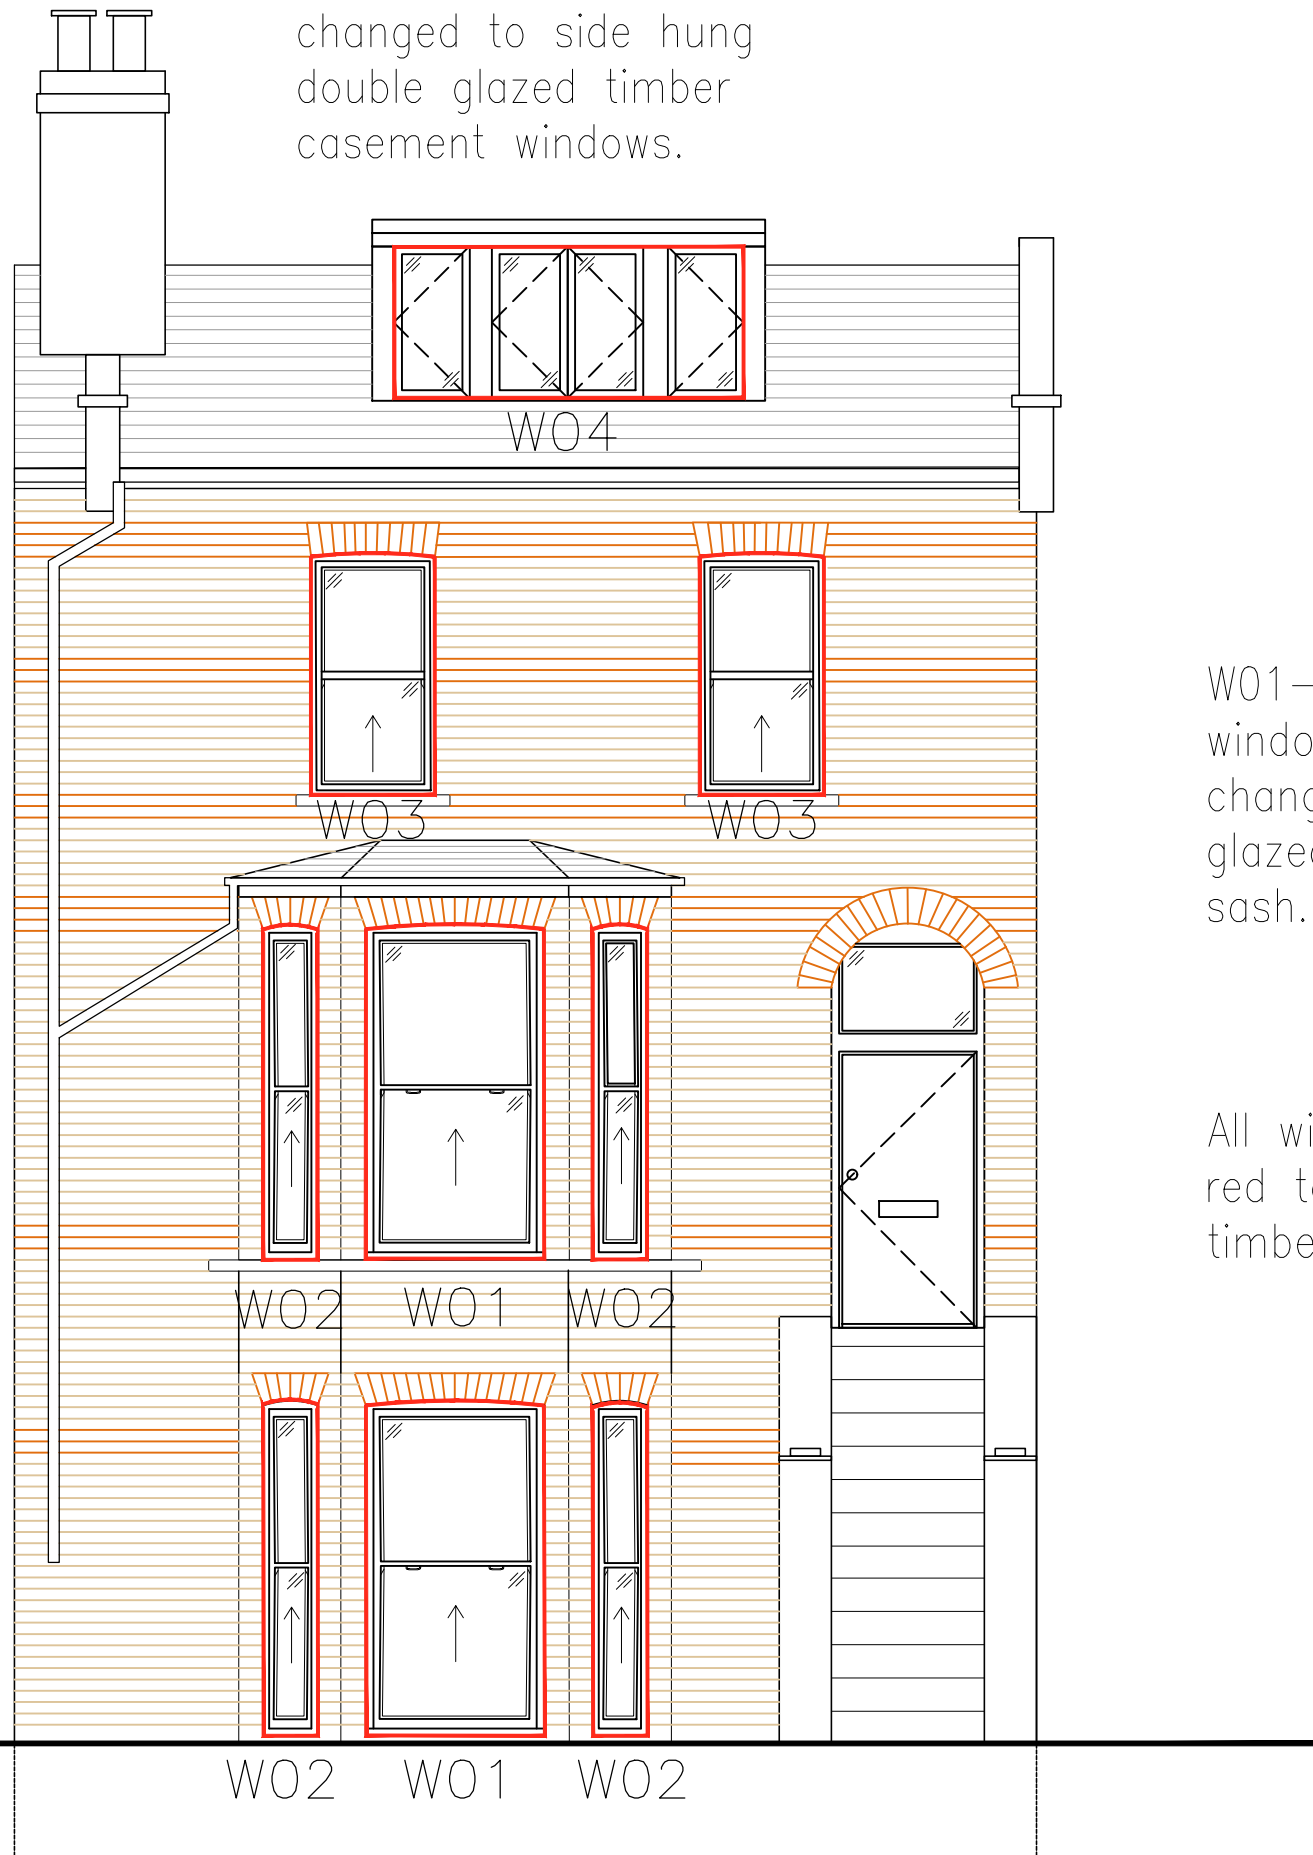 changed to side hung
double glazed timber
casement windows.
W04
W03 W03
W01-
sash.
All
red
W02 W01 W02
W02 W01 W02